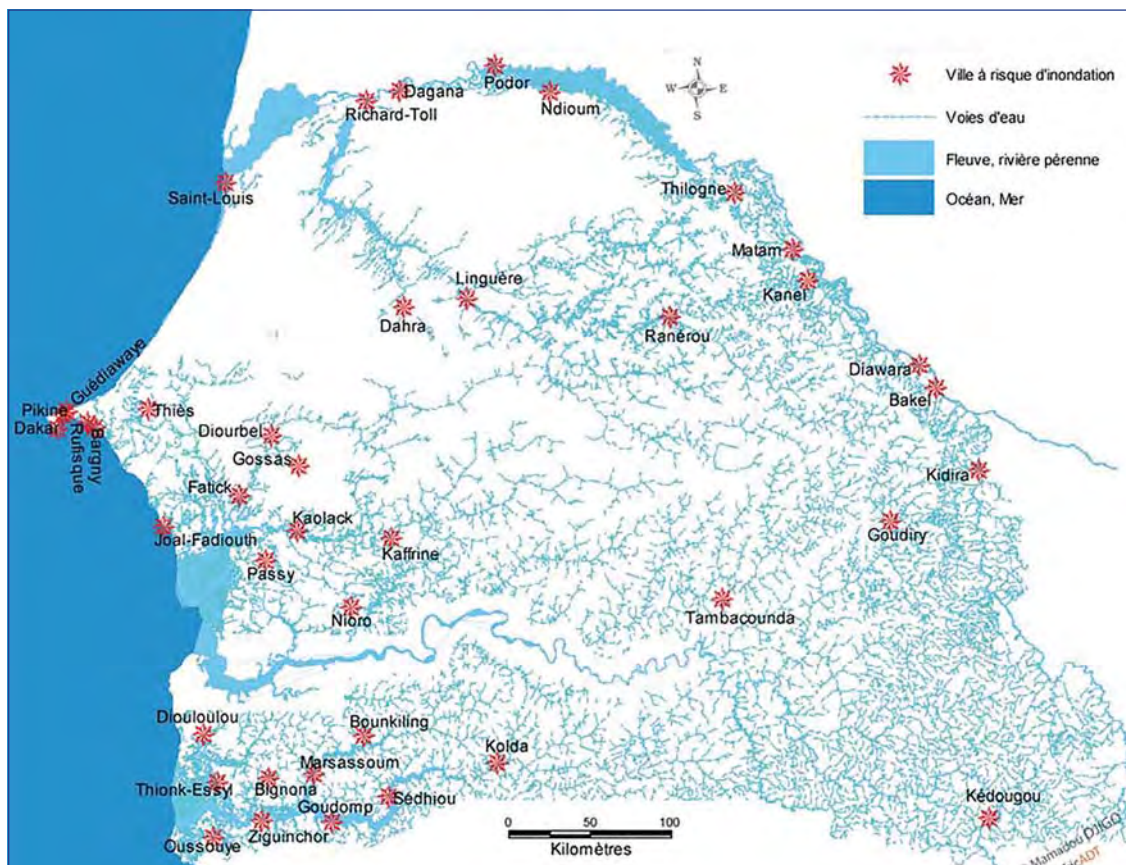 N
W E
S
Ville à risque d'inondation
Voies d'eau
Fleuve, rivière pérenne
Océan, Mer
Podor
Dagana
Ndioum
Richard-Toll
Saint-Louis
Thilogne
Matam
Kanel
Linguère
Dahra
Ranérou
Diawara
Bakel
Guédiawaye
Pikine
Dakar
Rufisque
Bargny
Thiès
Diourbel
Gossas
Fatick
Kidira
Goudiry
Kaolack
Joal-Fadiouth
Kaffrine
Passy
Nioro
Tambacounda
Diouloulou
Bounkiling
Kolda
Marsassoum
Thionk-Essyl
Bignona
Goudomp
Sédhiou
Ziguinchor
Oussouye
Kédougou
0 50 100
Kilomètres
Mamadou DJIGO
ADT